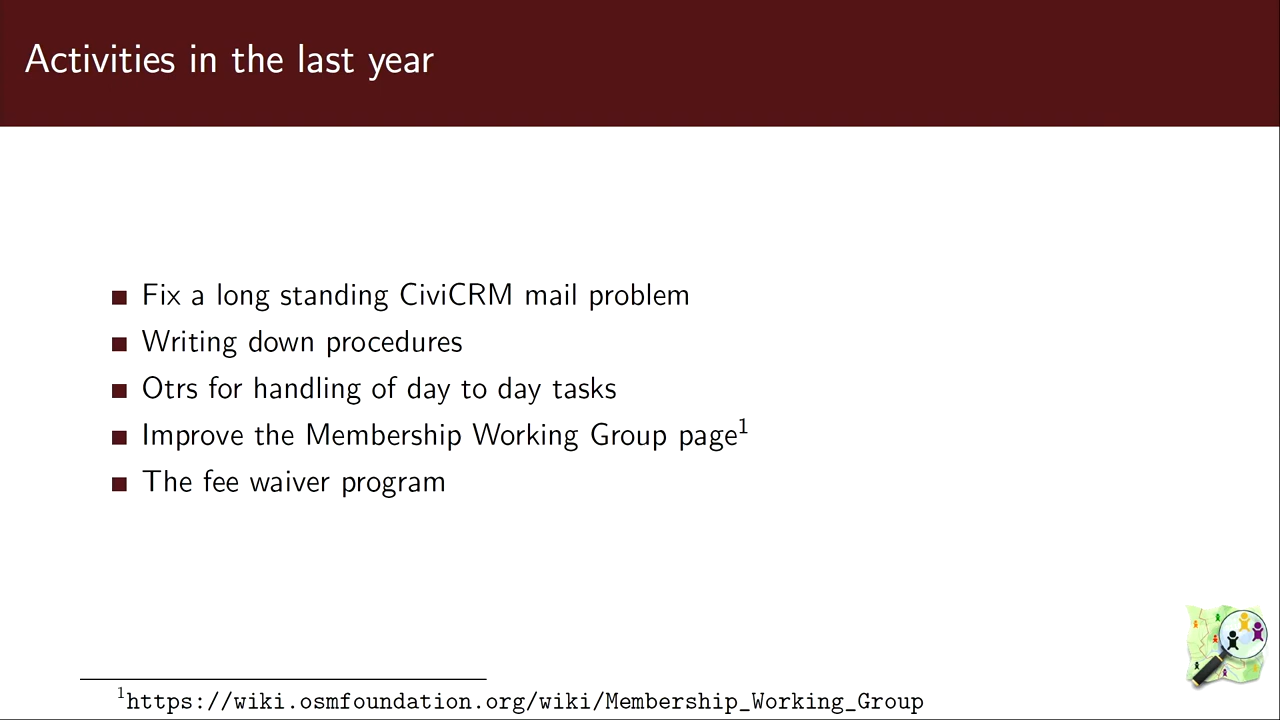 Activities in the last year
Fix a long standing CiviCRM mail problem
Writing down procedures
Otrs for handling of day to day tasks
Improve the Membership Working Group page¹
The fee waiver program
¹https://wiki.osmfoundation.org/wiki/Membership_Working_Group